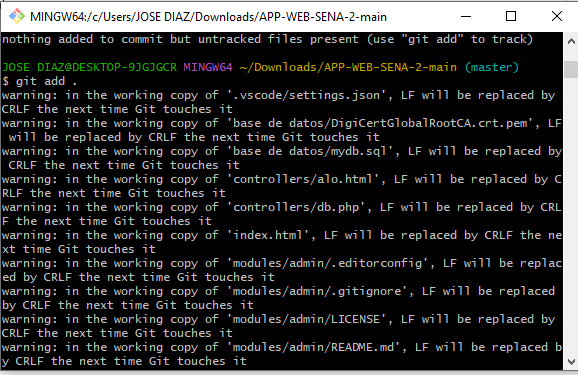 MINGW64:/c/Users/JOSE DIAZ/Downloads/APP-WEB-SENA-2-main
nothing added to commit but untracked files present (use "git add" to track)
JOSE DIAZ@DESKTOP-9JGJGCR MINGW64 ~/Downloads/APP-WEB-SENA-2-main (master)
$ git add .
warning: in the working copy of '.vscode/settings.json', LF will be replaced by
CRLF the next time Git touches it
warning: in the working copy of 'base de datos/DigiCertGlobalRootCA.crt.pem', LF
 will be replaced by CRLF the next time Git touches it
warning: in the working copy of 'base de datos/mydb.sql', LF will be replaced by
 CRLF the next time Git touches it
warning: in the working copy of 'controllers/alo.html', LF will be replaced by C
RLF the next time Git touches it
warning: in the working copy of 'controllers/db.php', LF will be replaced by CRL
F the next time Git touches it
warning: in the working copy of 'index.html', LF will be replaced by CRLF the ne
xt time Git touches it
warning: in the working copy of 'modules/admin/.editorconfig', LF will be replac
ed by CRLF the next time Git touches it
warning: in the working copy of 'modules/admin/.gitignore', LF will be replaced
by CRLF the next time Git touches it
warning: in the working copy of 'modules/admin/LICENSE', LF will be replaced by
CRLF the next time Git touches it
warning: in the working copy of 'modules/admin/README.md', LF will be replaced b
y CRLF the next time Git touches it